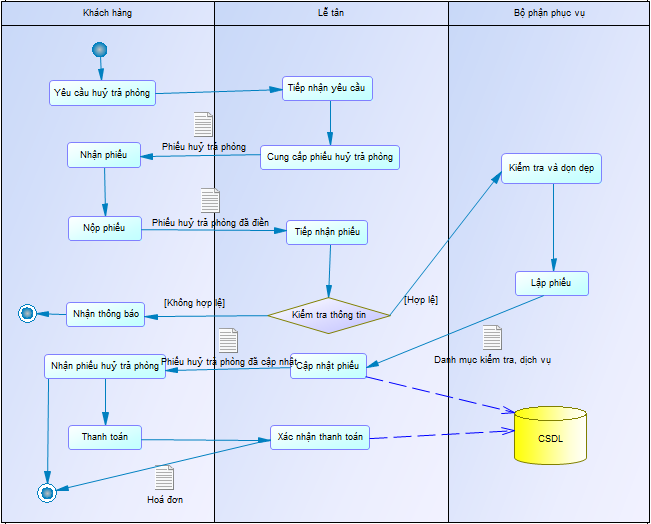 Khách hàng
Lễ tân
Bộ phận phục vụ
Yêu cầu huỷ trả phòng
Tiếp nhận yêu cầu
Phiếu huỷ trả phòng
Nhận phiếu
Cung cấp phiếu huỷ trả phòng
Kiểm tra và dọn dẹp
Nộp phiếu
Phiếu huỷ trả phòng đã điền
Tiếp nhận phiếu
Lập phiếu
[Không hợp lệ]
[Hợp lệ]
Nhận thông báo
Kiểm tra thông tin
Danh mục kiểm tra, dịch vụ
Nhận phiếu huỷ trả phòng
Phiếu huỷ trả phòng đã cập nhật
Cập nhật phiếu
Thanh toán
Xác nhận thanh toán
CSDL
Hoá đơn